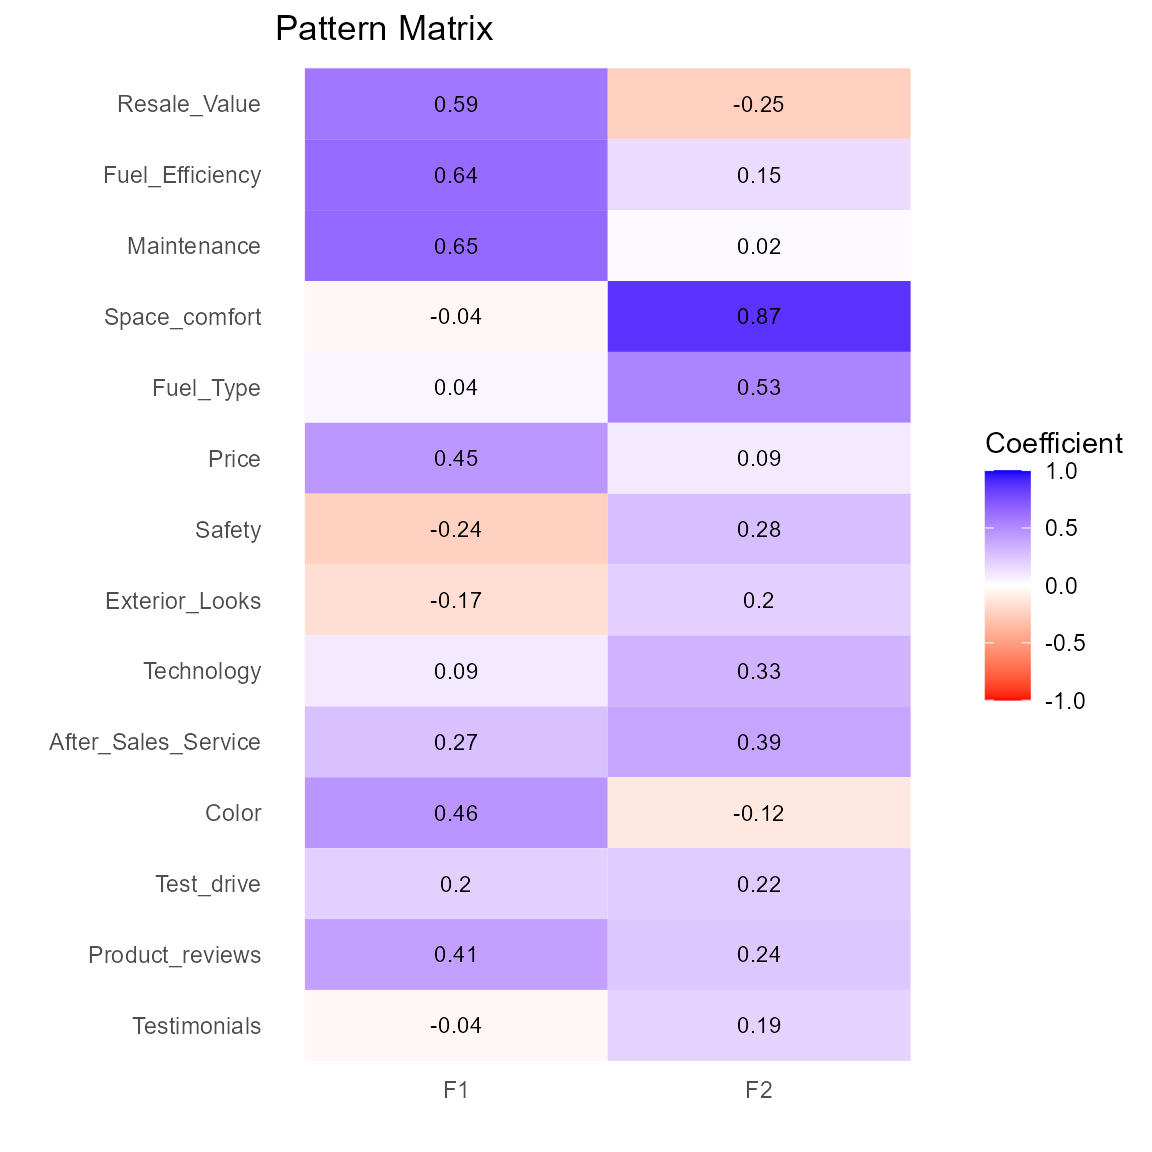 Pattern Matrix
Resale_Value 0.59 -0.25
Fuel_Efficiency 0.64 0.15
Maintenance 0.65 0.02
Space_comfort -0.04 0.87
Fuel_Type 0.04 0.53
Price 0.45 0.09
Safety -0.24 0.28
Exterior_Looks -0.17 0.2
Technology 0.09 0.33
After_Sales_Service 0.27 0.39
Color 0.46 -0.12
Test_drive 0.2 0.22
Product_reviews 0.41 0.24
Testimonials -0.04 0.19
F1 F2
Coefficient
1.0
0.5
0.0
-0.5
-1.0